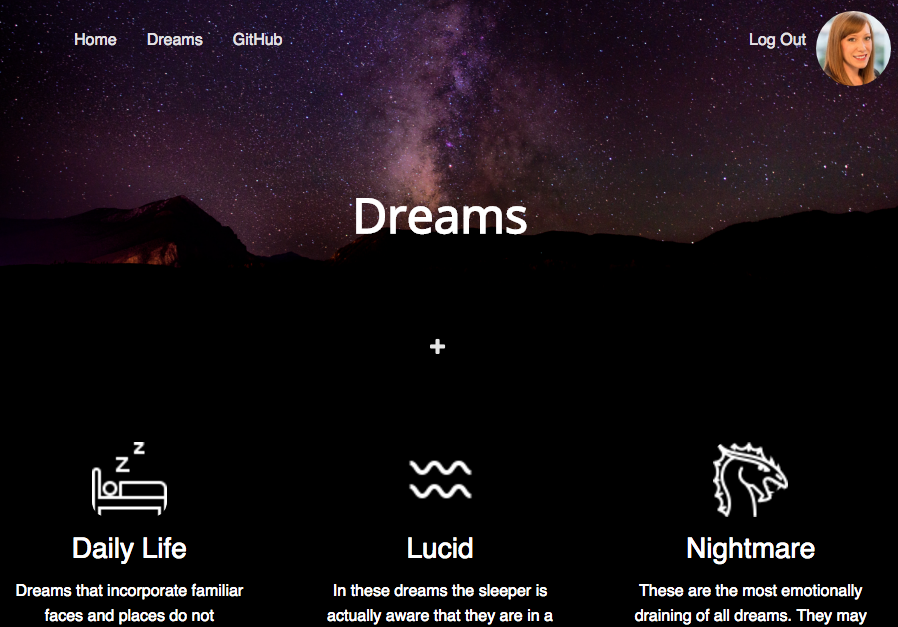 Home Dreams GitHub Log Out
Dreams
+
z
z
Daily Life Lucid Nightmare
Dreams that incorporate familiar In these dreams the sleeper is These are the most emotionally
faces and places do not actually aware that they are in a draining of all dreams. They may